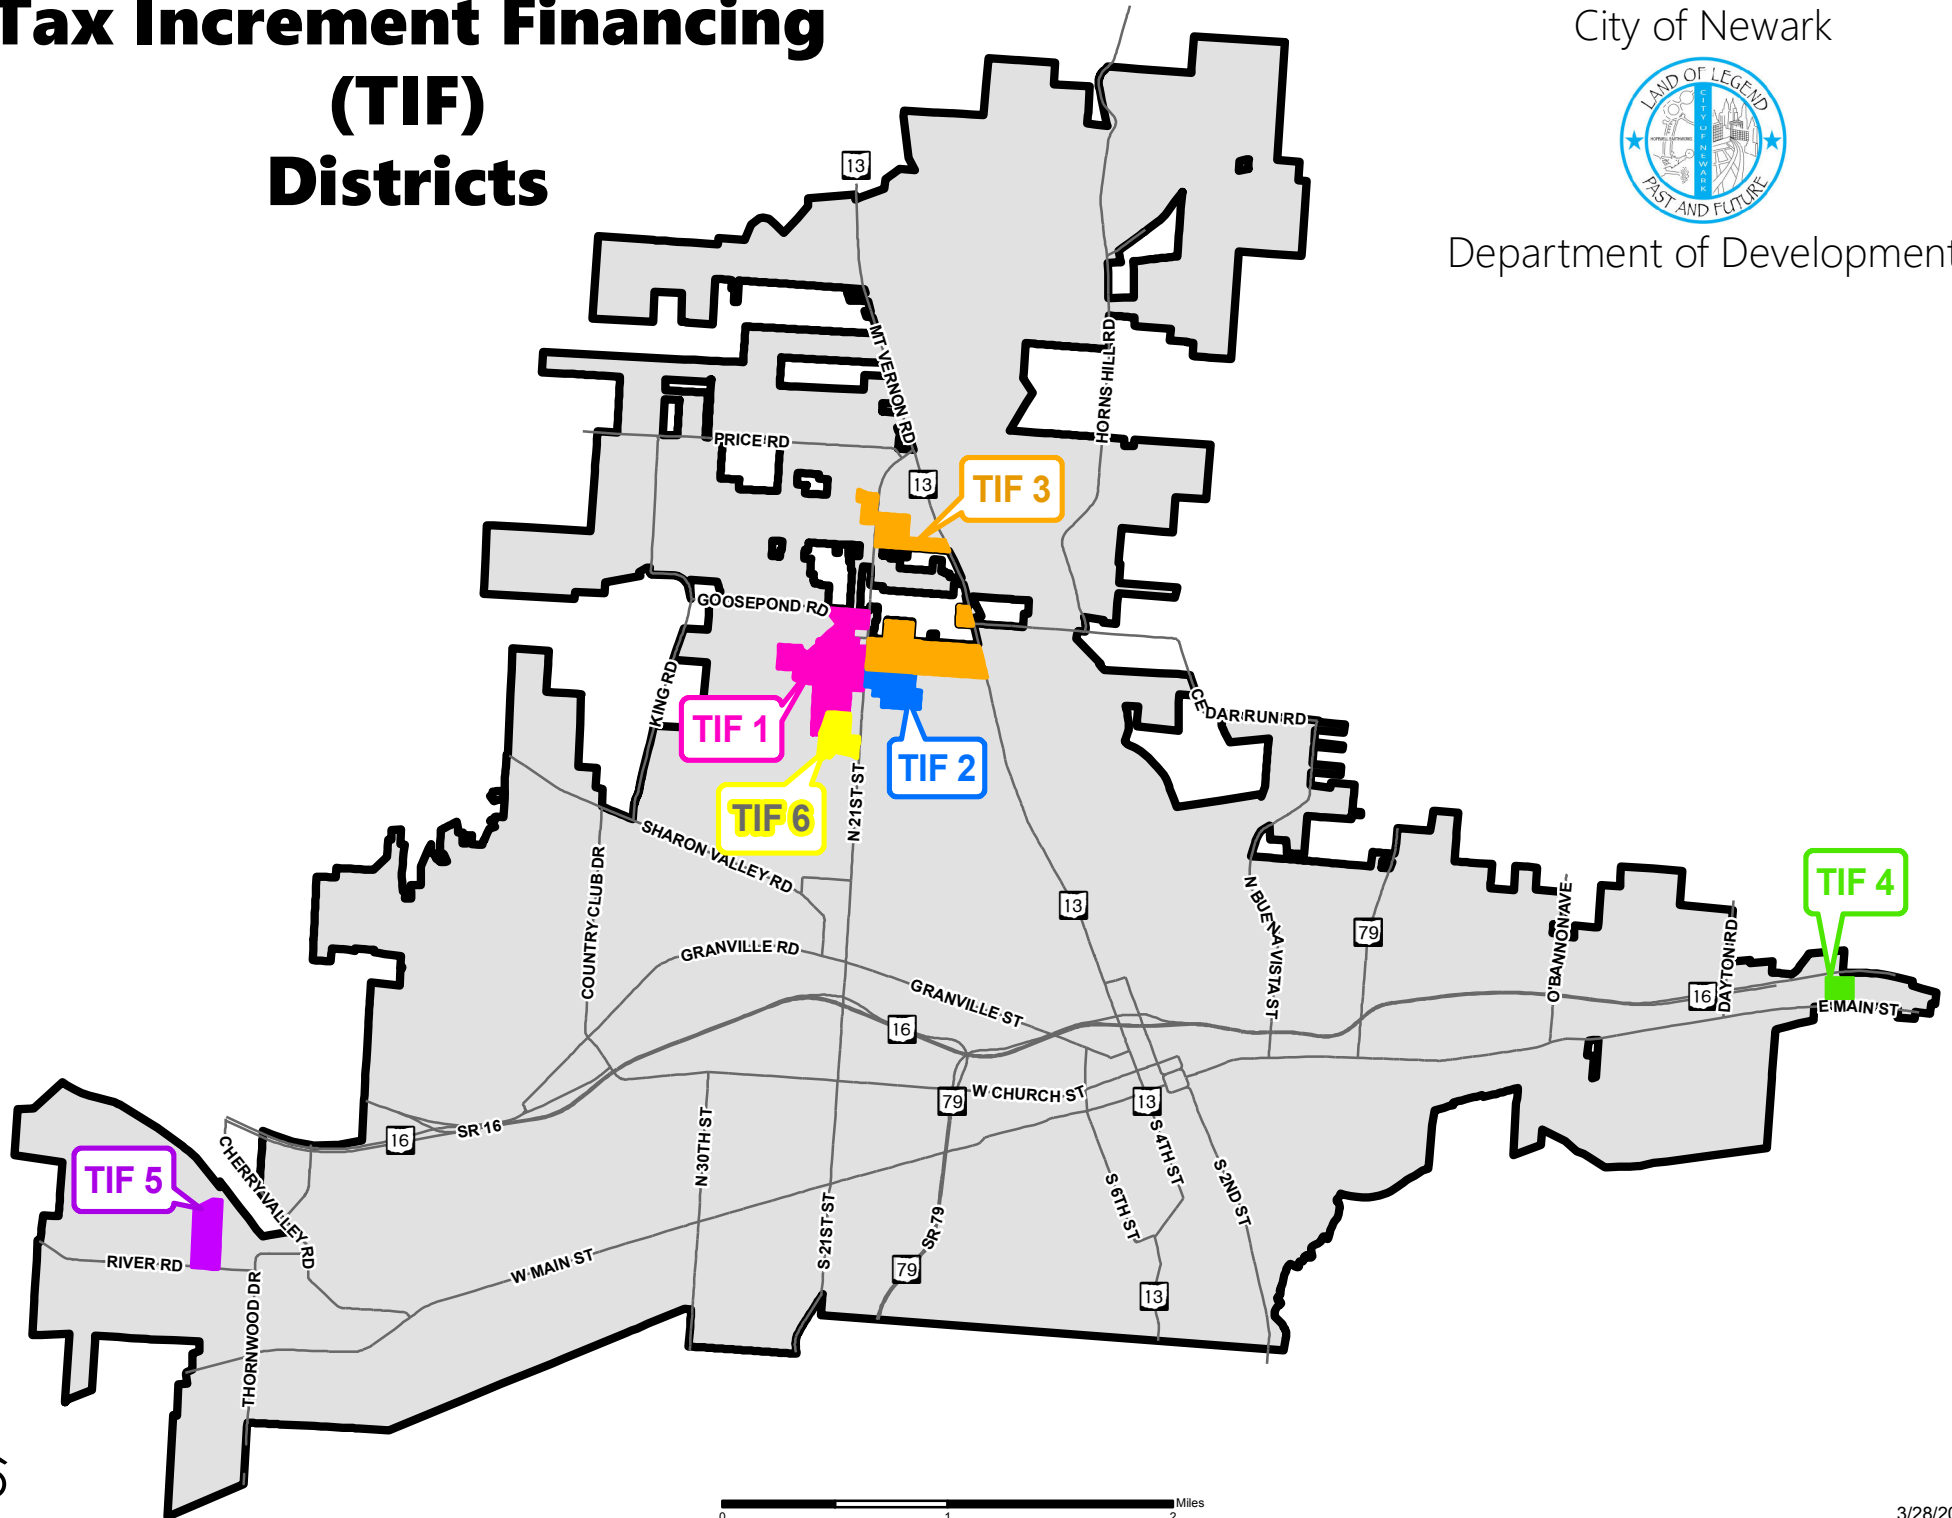 Tax Increment Financing
(TIF)
Districts
City of Newark
LAND OF LEGEND
CITY OF NEWARK
PAST AND FUTURE
Department of Development
13
MT VERNON RD
HORNS HILL RD
PRICE RD
13
TIF 3
GOOSEPOND RD
KING RD
TIF 1
TIF 2
CEDAR RUN RD
TIF 6
N 21ST ST
SHARON VALLEY RD
COUNTRY CLUB DR
TIF 4
13
N BUENA VISTA ST
79
O'BANNON AVE
DAYTON RD
GRANVILLE RD
GRANVILLE ST
16
16
E MAIN ST
W CHURCH ST
79
13
SR 16
16
N 30TH ST
CHERRY VALLEY RD
TIF 5
S 4TH ST
S 6TH ST
S 2ND ST
S 21ST ST
SR 79
RIVER RD
W MAIN ST
79
13
THORNWOOD DR
Miles
0 1 2
3/28/20